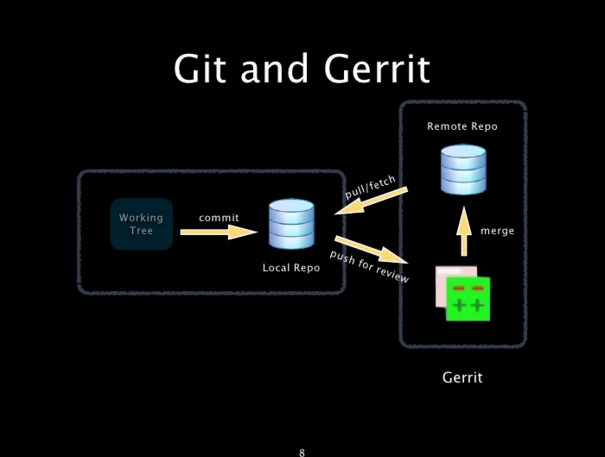 Git and Gerrit
Remote Repo
pull/fetch
Working
Tree
commit
merge
Local Repo
push for review
Gerrit
8